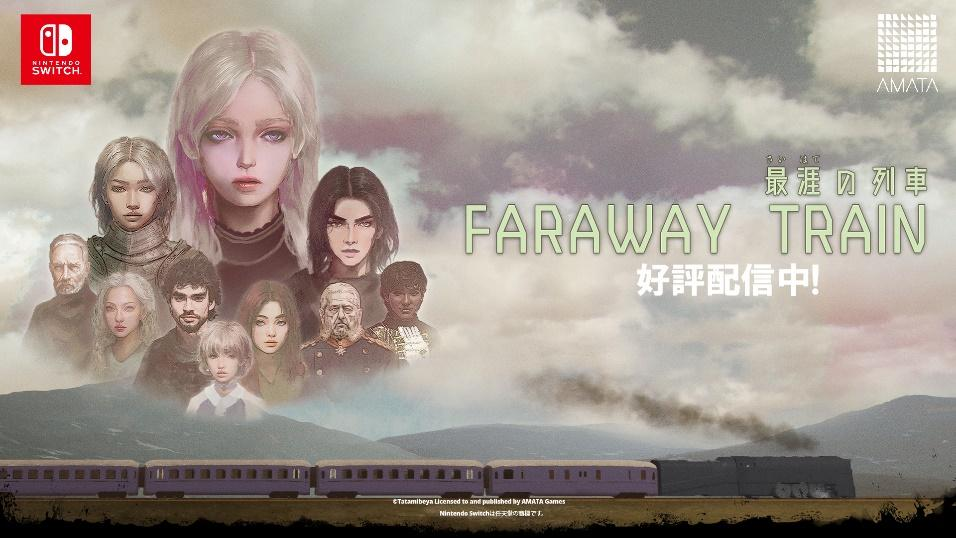 NINTENDO
SWITCH.
AMATA
さい はて
最涯の列車
FARAWAY TRAIN
好評配信中!
©Tatamibeya Licensed to and published by AMATA Games
Nintendo Switchは任天堂の商標です。